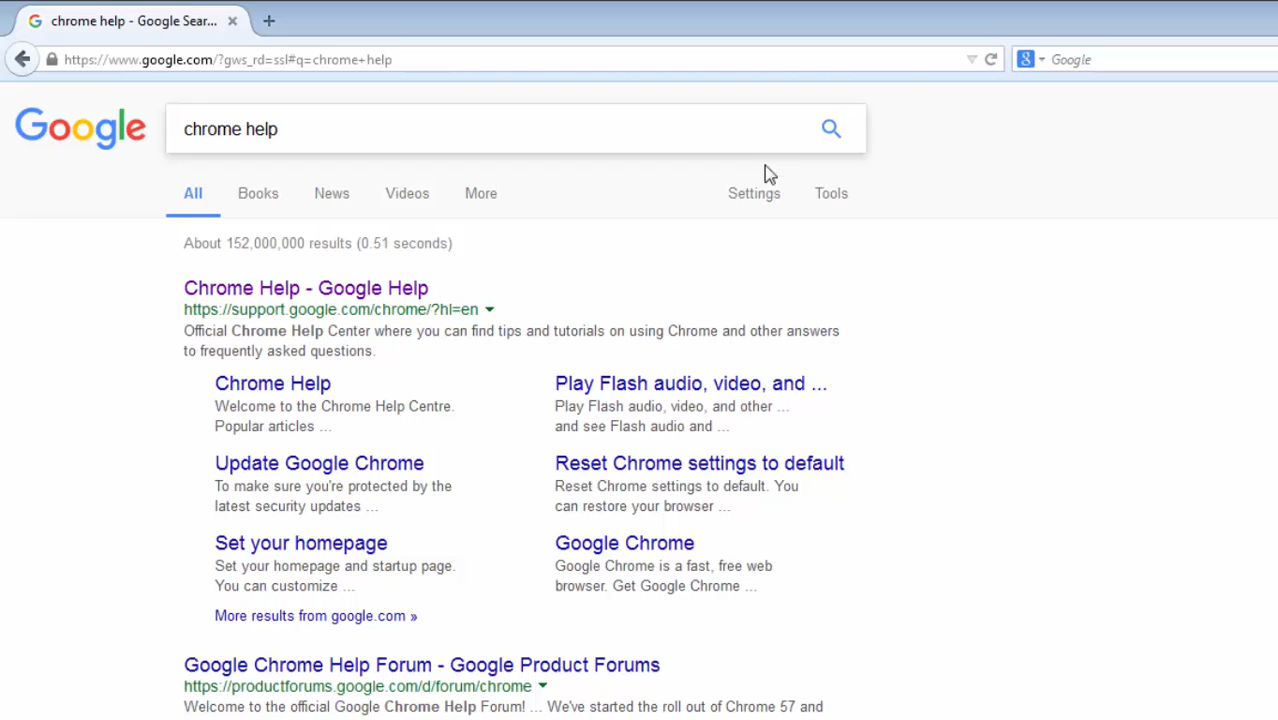 chrome help - Google Sear...
https://www.google.com/?gws_rd=ssl#q=chrome+help
Google
Google
chrome help
All Books News Videos More Settings Tools
About 152,000,000 results (0.51 seconds)
Chrome Help - Google Help
https://support.google.com/chrome/?hl=en
Official Chrome Help Center where you can find tips and tutorials on using Chrome and other answers
to frequently asked questions.
Chrome Help
Welcome to the Chrome Help Centre.
Popular articles ...
Play Flash audio, video, and ...
Play Flash audio, video, and other ...
and see Flash audio and ...
Update Google Chrome
To make sure you're protected by the
latest security updates ...
Reset Chrome settings to default
Reset Chrome settings to default. You
can restore your browser ...
Set your homepage
Set your homepage and startup page.
You can customize ...
Google Chrome
Google Chrome is a fast, free web
browser. Get Google Chrome ...
More results from google.com »
Google Chrome Help Forum - Google Product Forums
https://productforums.google.com/d/forum/chrome
Welcome to the official Google Chrome Help Forum! ... We've started the roll out of Chrome 57 and